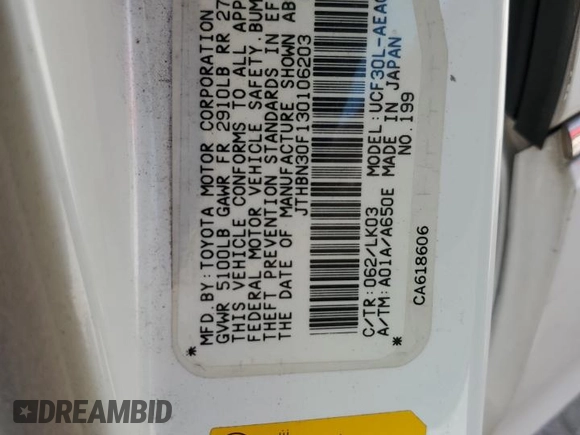 MFD. BY: TOYOTA MOTOR CORPORATION
GVWR 5100LB GAWR FR 2910LB RR 27
THIS VEHICLE CONFORMS TO ALL APP
FEDERAL MOTOR VEHICLE SAFETY, BUM
THEFT PREVENTION STANDARDS IN EF
THE DATE OF MANUFACTURE SHOWN AB
* JTHBN30F130106203
C/TR: 062/LK03 MODEL: UCF30L-AEA
A/TM: A01A/A650E MADE IN JAPAN
* NO. 199
CA618606
DREAMBID